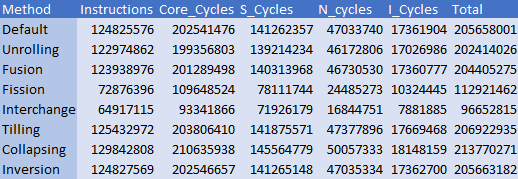 Method Instructions Core_Cycles S_Cycles N_cycles I_Cycles Total
Default 124825576 202541476 141262357 47033740 17361904 205658001
Unrolling 122974862 199356803 139214234 46172806 17026986 202414026
Fusion 123938976 201289498 140313968 46730530 17360777 204405275
Fission 72876396 109648524 78111744 24485273 10324445 112921462
Interchange 64917115 93341866 71926179 16844751 7881885 96652815
Tilling 125432972 203806410 141875571 47377896 17669468 206922935
Collapsing 129842808 210635938 145564779 50057333 18148159 213770271
Inversion 124827569 202546657 141265148 47035334 17362700 205663182